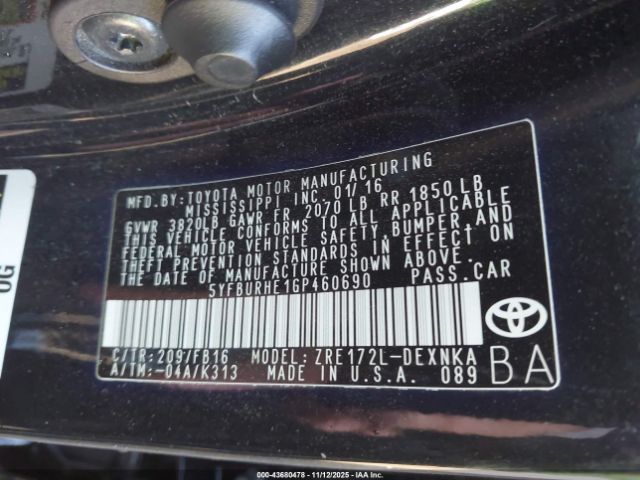 MFD.BY:TOYOTA MOTOR MANUFACTURING
MISSISSIPPI INC. 01/16
GVWR 3820LB GAWR FR 2070 LB RR 1850 LB
THIS VEHICLE CONFORMS TO ALL APPLICABLE
FEDERAL MOTOR VEHICLE SAFETY, BUMPER AND
THEFT PREVENTION STANDARDS IN EFFECT ON
THE DATE OF MANUFACTURE SHOWN ABOVE.
5YFBURHE1GP460690 PASS.CAR
C/TR:209/FB16 MODEL: ZRE172L-DEXNKA
A/TM:-04A/K313 MADE IN U.S.A. 089
BA
OG
000 - 43680478 - 11/12/2025 - IAAI.com